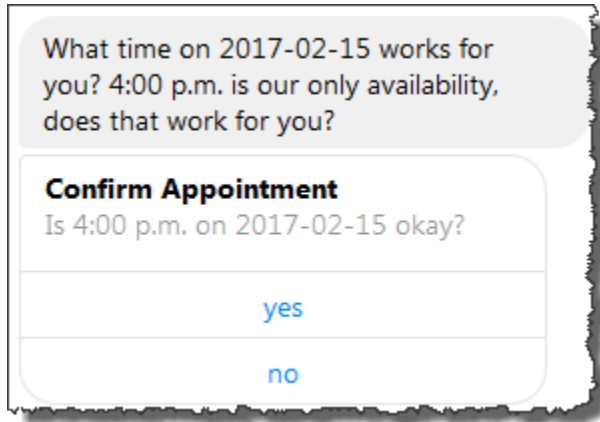 What time on 2017-02-15 works for
you? 4:00 p.m. is our only availability,
does that work for you?
Confirm Appointment
Is 4:00 p.m. on 2017-02-15 okay?
yes
no